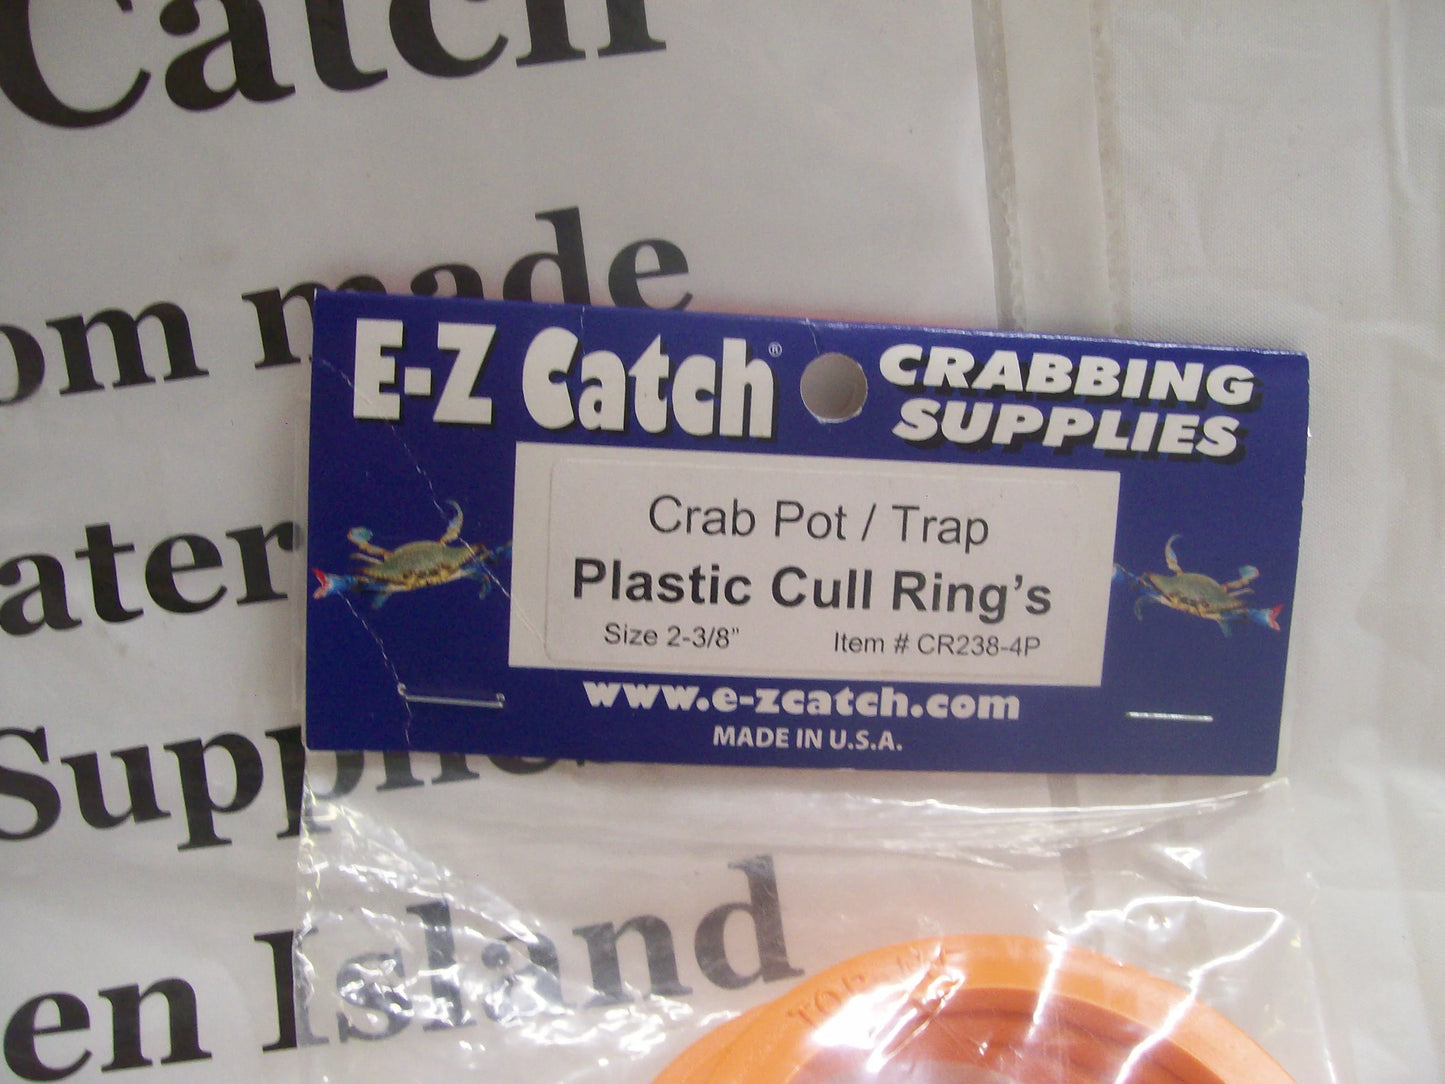 Catch
om made
E-Z Catch®
CRABBING
SUPPLIES
Crab Pot / Trap
Plastic Cull Ring's
Size 2-3/8"
Item # CR238-4P
www.e-zcatch.com
MADE IN U.S.A.
ater
Supplie
en Island